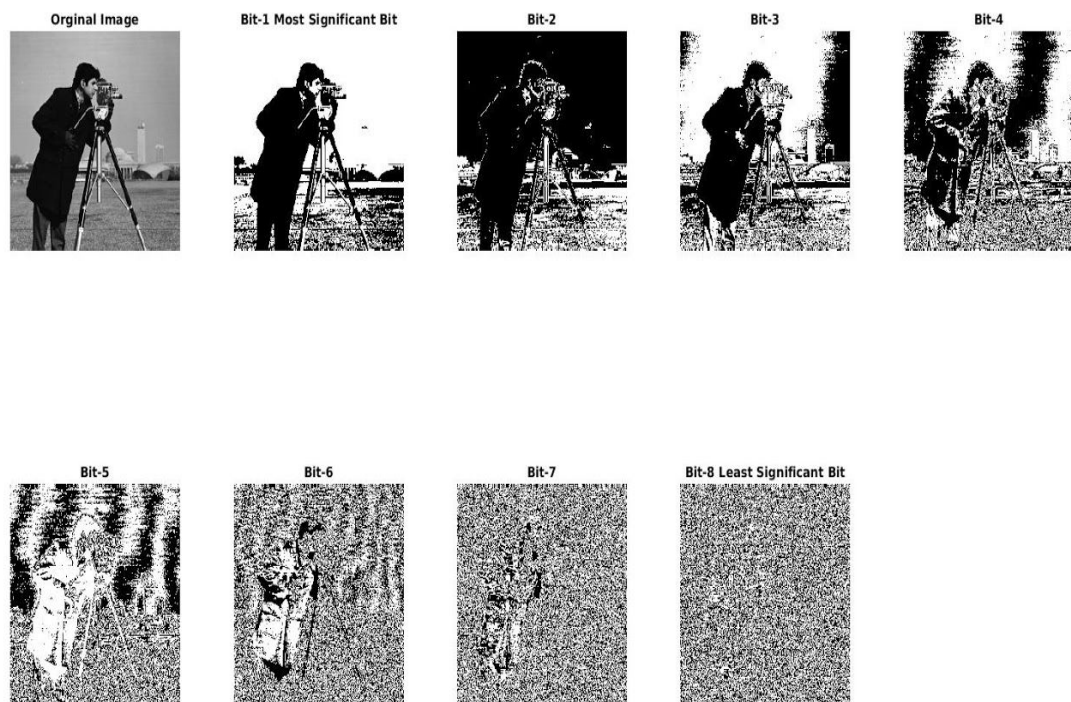 Orginal Image
Bit-1 Most Significant Bit
Bit-2
Bit-3
Bit-4
Bit-5
Bit-6
Bit-7
Bit-8 Least Significant Bit